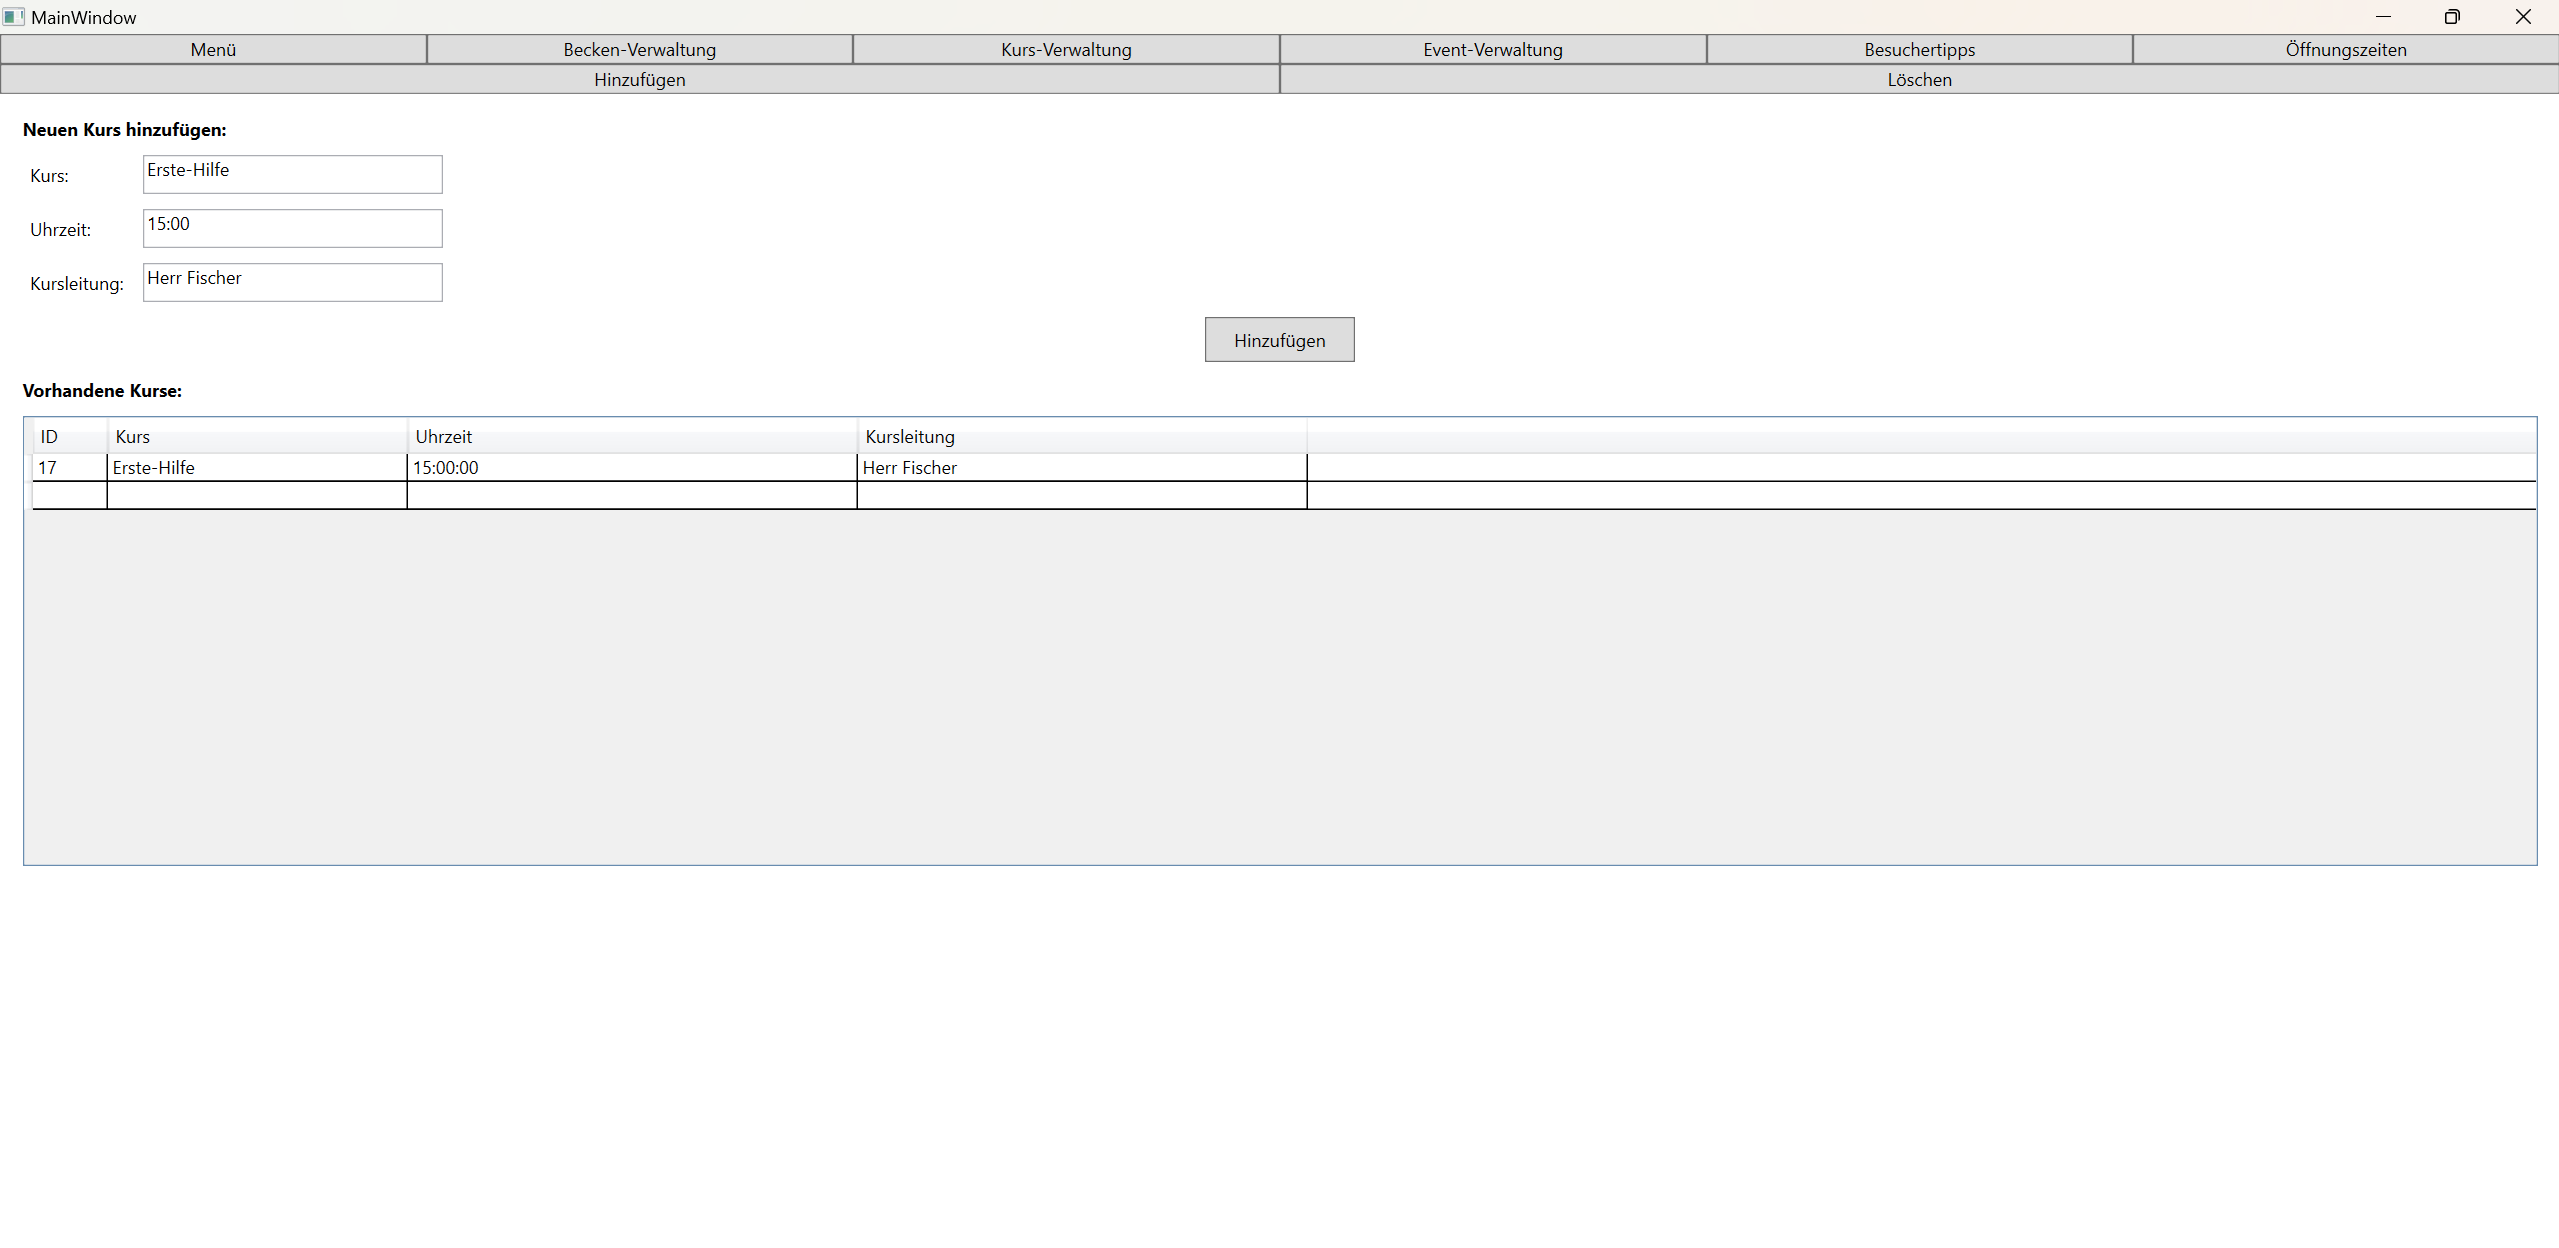 MainWindow
Menü Becken-Verwaltung Kurs-Verwaltung Event-Verwaltung Besuchertipps Öffnungszeiten
Hinzufügen Löschen
Neuen Kurs hinzufügen:
Kurs: Erste-Hilfe
Uhrzeit: 15:00
Kursleitung: Herr Fischer
Hinzufügen
Vorhandene Kurse:
ID Kurs Uhrzeit Kursleitung
17 Erste-Hilfe 15:00:00 Herr Fischer